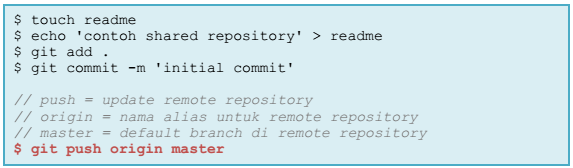 $ touch readme
$ echo 'contoh shared repository' > readme
$ git add .
$ git commit -m 'initial commit'
// push = update remote repository
// origin = nama alias untuk remote repository
// master = default branch di remote repository
$ git push origin master